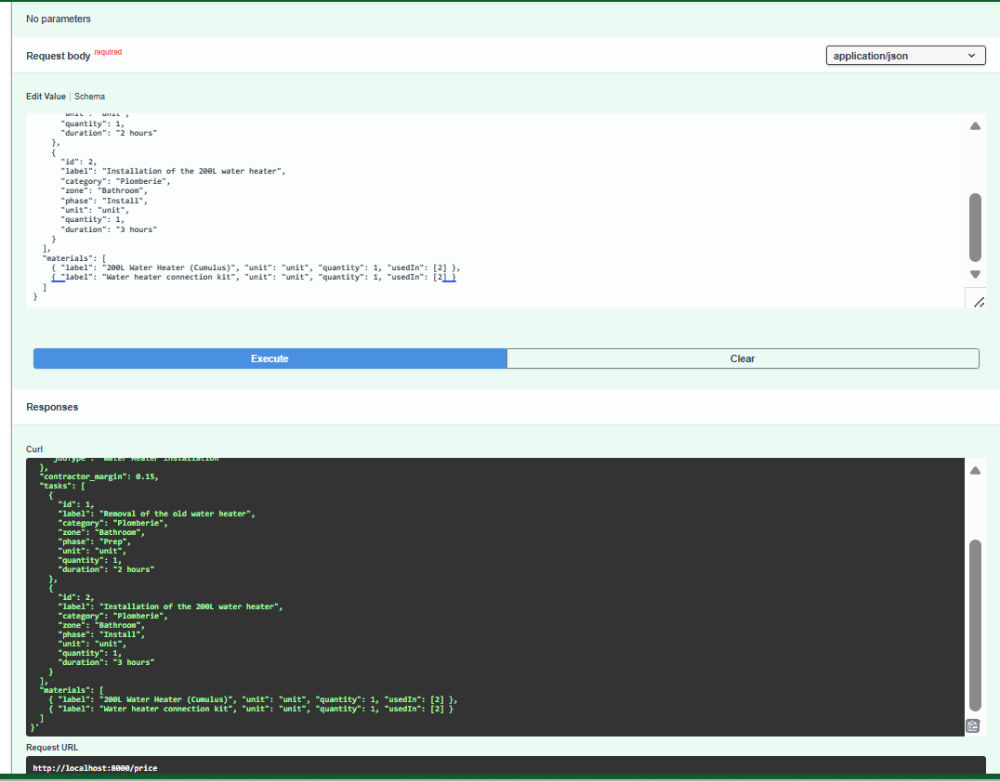 No parameters
Request body required
application/json
Edit Value | Schema
"unit": "unit",
"quantity": 1,
"duration": "2 hours"
},
{
"id": 2,
"label": "Installation of the 200L water heater",
"category": "Plomberie",
"zone": "Bathroom",
"phase": "Install",
"unit": "unit",
"quantity": 1,
"duration": "3 hours"
}
],
"materials": [
{ "label": "200L Water Heater (Cumulus)", "unit": "unit", "quantity": 1, "usedIn": [2] },
{ "label": "Water heater connection kit", "unit": "unit", "quantity": 1, "usedIn": [2] }
]
}
Execute
Clear
Responses
Curl
"jobType": "Water Heater Installation"
},
"contractor_margin": 0.15,
"tasks": [
{
"id": 1,
"label": "Removal of the old water heater",
"category": "Plomberie",
"zone": "Bathroom",
"phase": "Prep",
"unit": "unit",
"quantity": 1,
"duration": "2 hours"
},
{
"id": 2,
"label": "Installation of the 200L water heater",
"category": "Plomberie",
"zone": "Bathroom",
"phase": "Install",
"unit": "unit",
"quantity": 1,
"duration": "3 hours"
}
],
"materials": [
{ "label": "200L Water Heater (Cumulus)", "unit": "unit", "quantity": 1, "usedIn": [2] },
{ "label": "Water heater connection kit", "unit": "unit", "quantity": 1, "usedIn": [2] }
]
}'
Request URL
http://localhost:8000/price